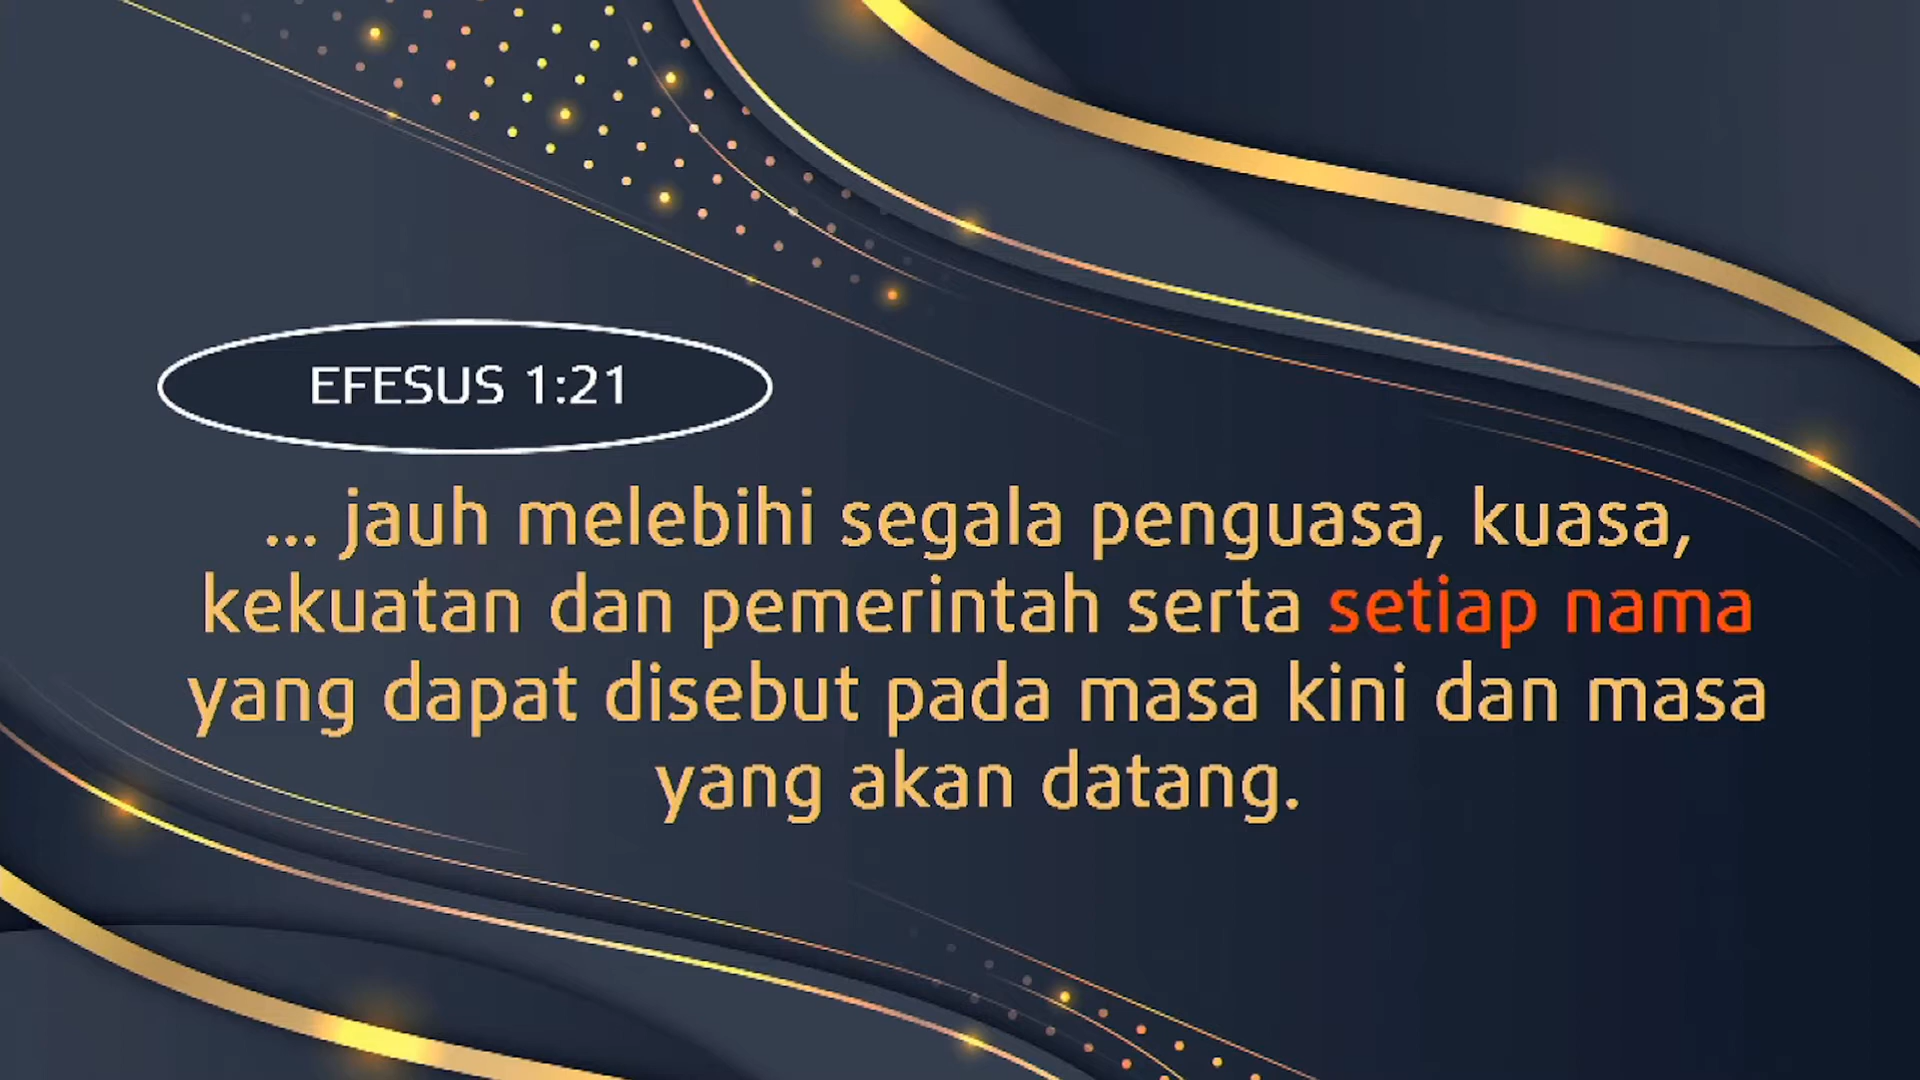 EFESUS 1:21
... jauh melebihi segala penguasa, kuasa,
kekuatan dan pemerintah serta setiap nama
yang dapat disebut pada masa kini dan masa
yang akan datang.